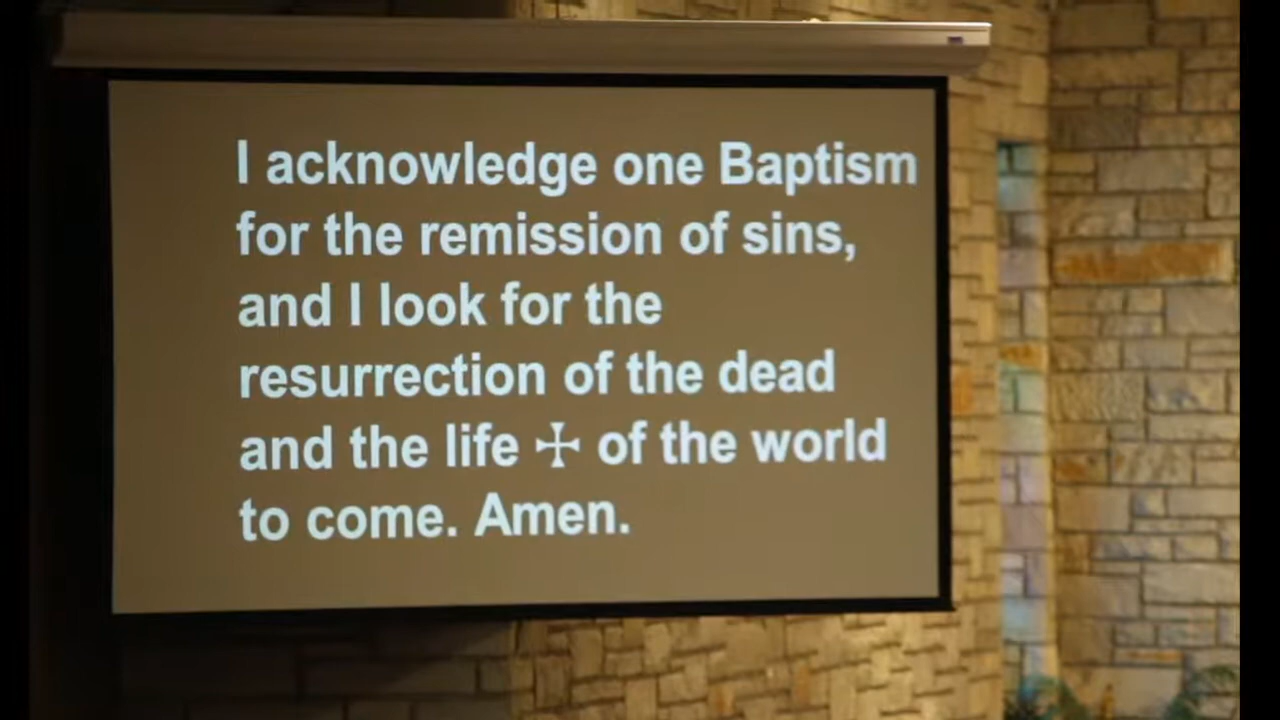 I acknowledge one Baptism
for the remission of sins,
and I look for the
resurrection of the dead
and the life ☩ of the world
to come. Amen.